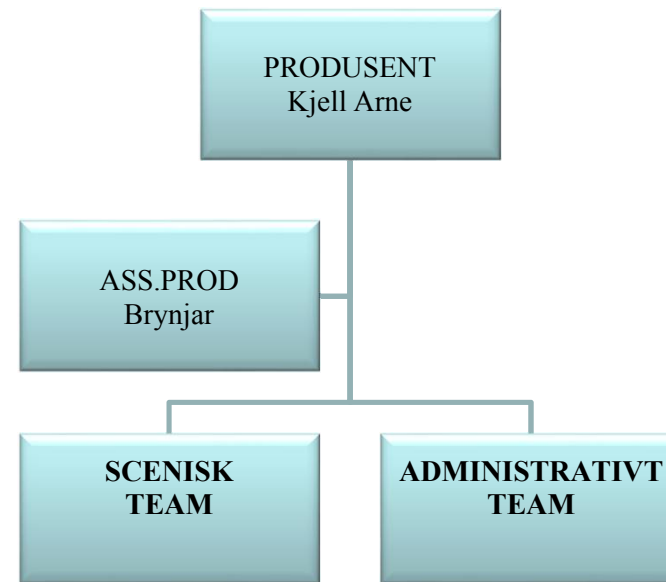 PRODUSENT
Kjell Arne
ASS.PROD
Brynjar
SCENISK
TEAM
ADMINISTRATIVT
TEAM